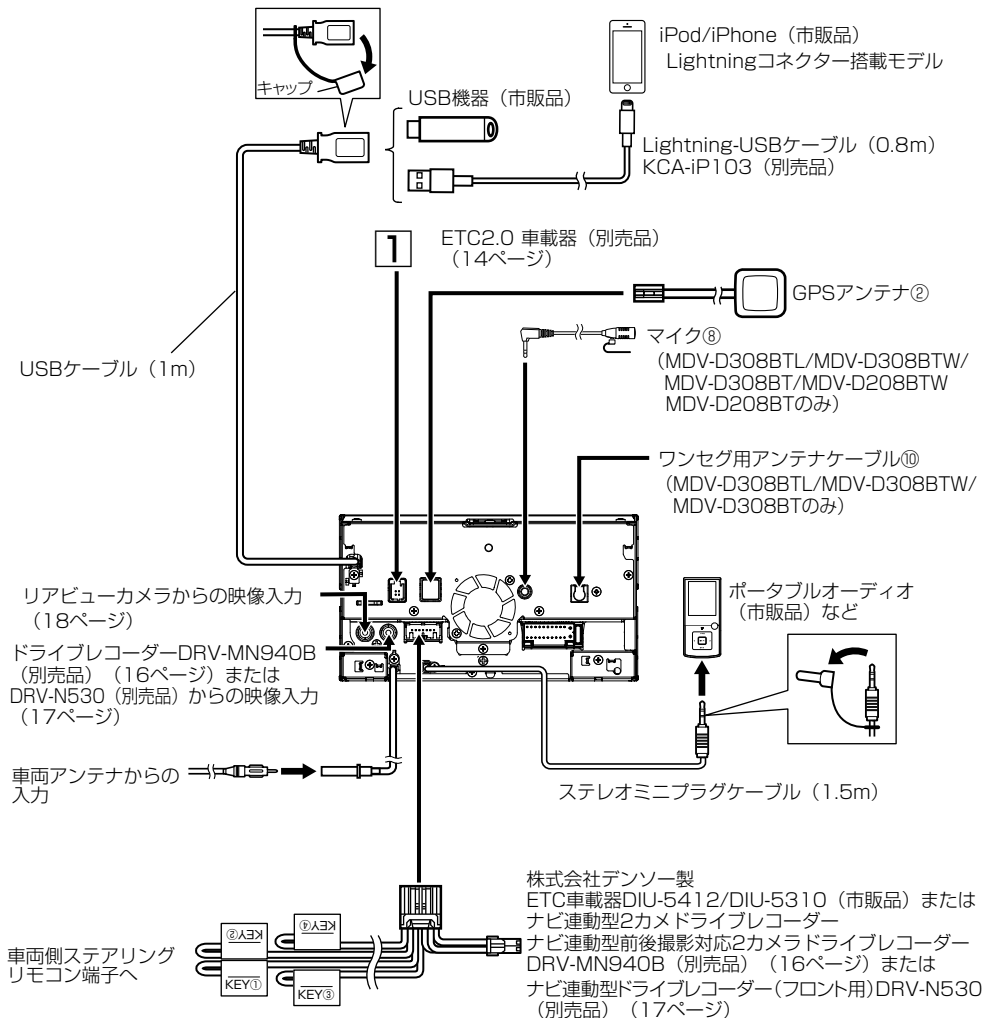 iPod/iPhone（市販品）
Lightningコネクター搭載モデル
キャップ
USB機器（市販品）
Lightning-USBケーブル（0.8m）
KCA-iP103（別売品）
1
ETC2.0 車載器（別売品）
（14ページ）
GPSアンテナ②
マイク⑧
（MDV-D308BTL/MDV-D308BTW/
MDV-D308BT/MDV-D208BTW
MDV-D208BTのみ）
USBケーブル（1m）
ワンセグ用アンテナケーブル⑩
（MDV-D308BTL/MDV-D308BTW/
MDV-D308BTのみ）
リアビューカメラからの映像入力
（18ページ）
ポータブルオーディオ
（市販品）など
ドライブレコーダーDRV-MN940B
（別売品）（16ページ）または
DRV-N530（別売品）からの映像入力
（17ページ）
車両アンテナからの
入力
ステレオミニプラグケーブル（1.5m）
株式会社デンソー製
ETC車載器DIU-5412/DIU-5310（市販品）または
ナビ連動型2カメドライブレコーダー
ナビ連動型前後撮影対応2カメラドライブレコーダー
DRV-MN940B（別売品）（16ページ）または
ナビ連動型ドライブレコーダー（フロント用）DRV-N530
（別売品）（17ページ）
車両側ステアリング
リモコン端子へ
KEY②
KEY④
KEY①
KEY③